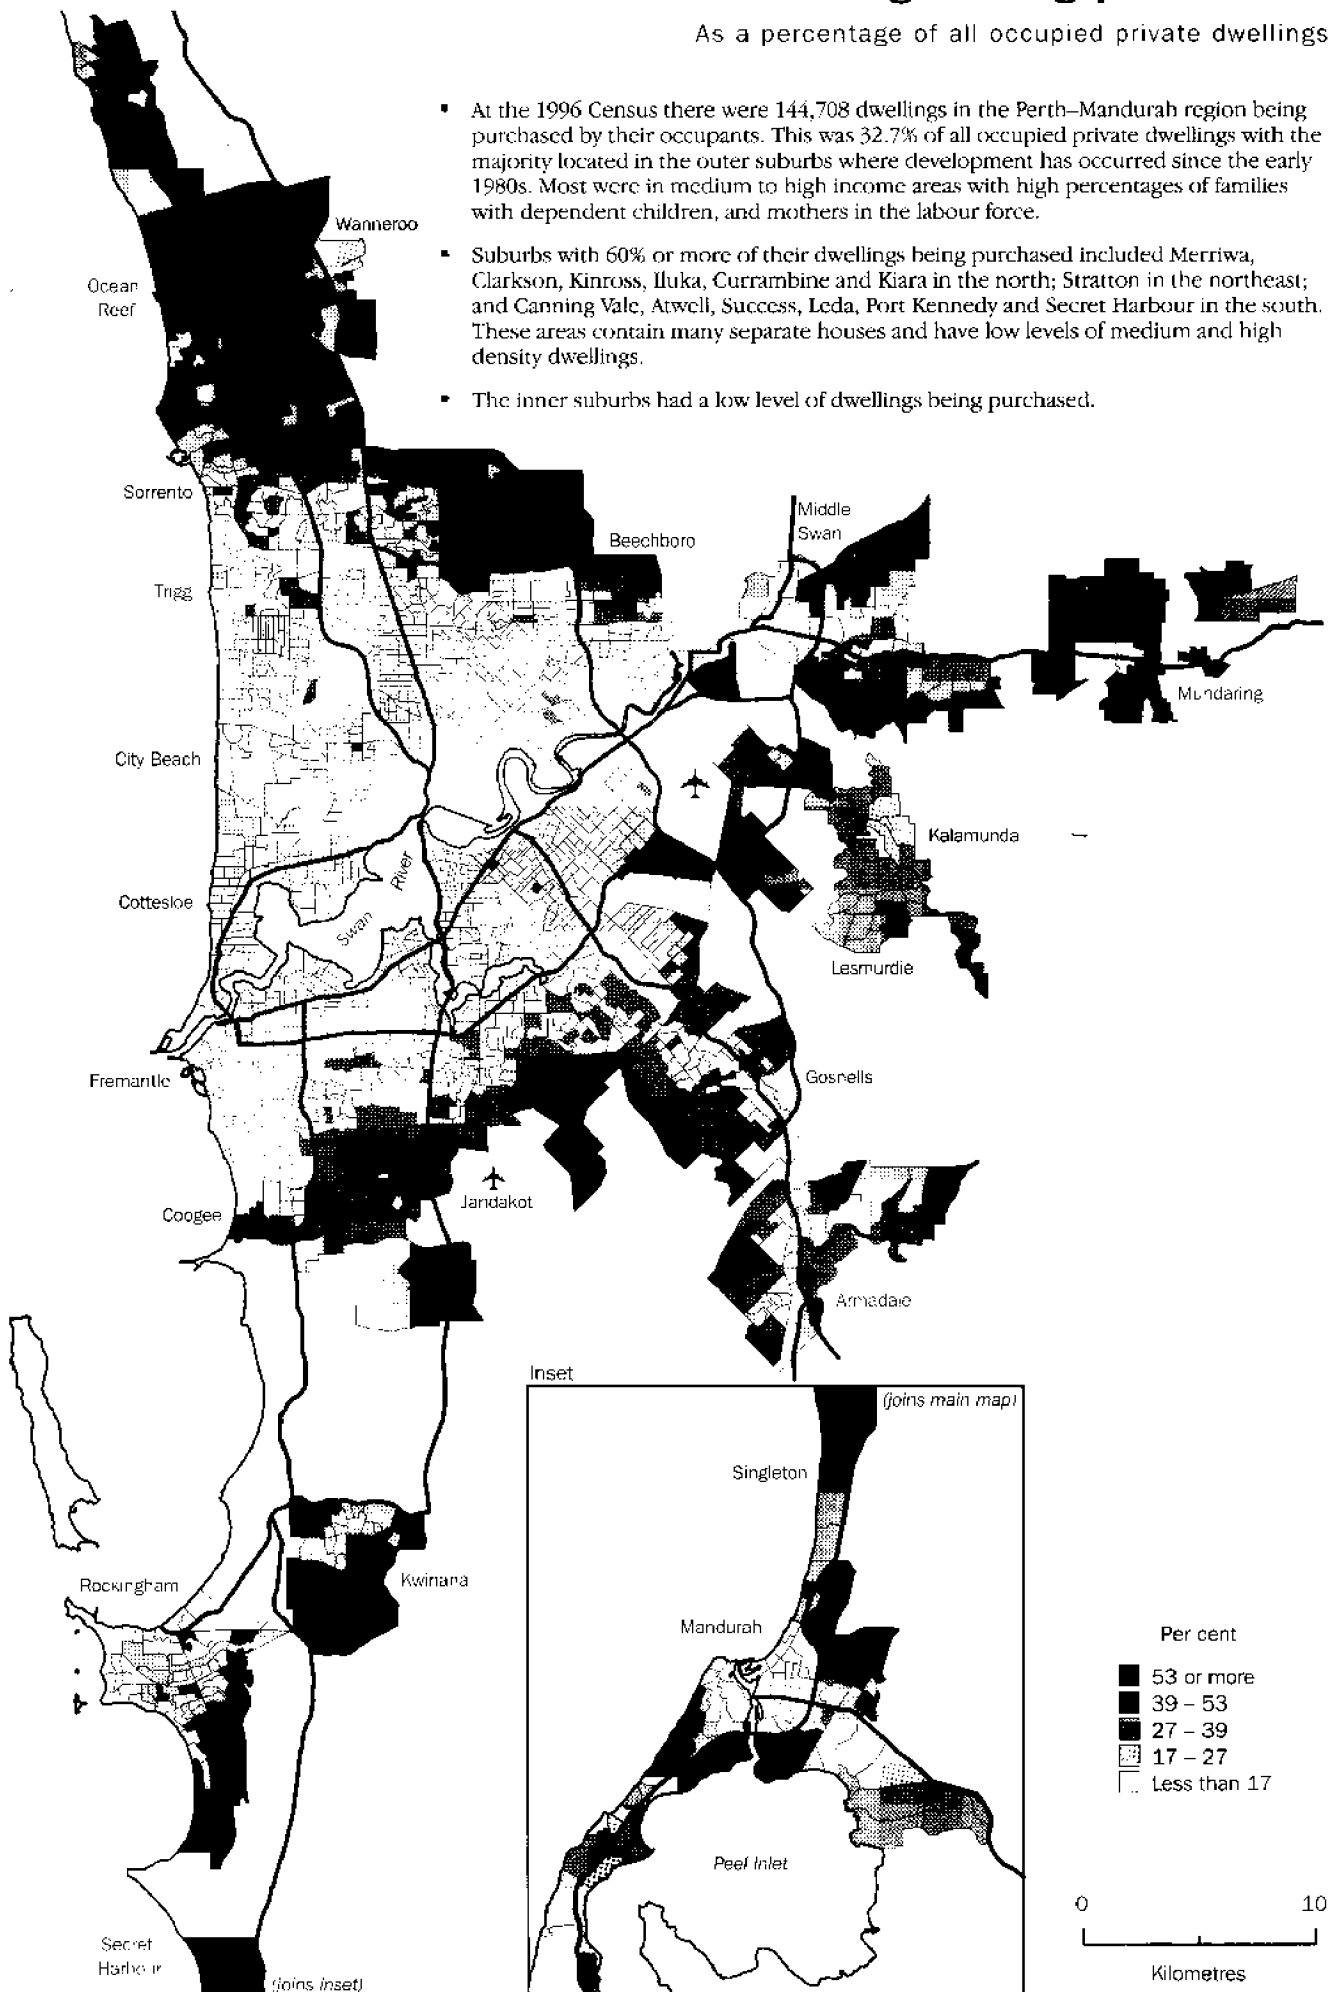 As a percentage of all occupied private dwellings
▪ At the 1996 Census there were 144,708 dwellings in the Perth–Mandurah region being
purchased by their occupants. This was 32.7% of all occupied private dwellings with the
majority located in the outer suburbs where development has occurred since the early
1980s. Most were in medium to high income areas with high percentages of families
with dependent children, and mothers in the labour force.
▪ Suburbs with 60% or more of their dwellings being purchased included Merriwa,
Clarkson, Kinross, Iluka, Currambine and Kiara in the north; Stratton in the northeast;
and Canning Vale, Atwell, Success, Leda, Port Kennedy and Secret Harbour in the south.
These areas contain many separate houses and have low levels of medium and high
density dwellings.
▪ The inner suburbs had a low level of dwellings being purchased.
Wanneroo
Ocean
Reef
Sorrento
Middle
Swan
Beechboro
Trigg
Mundaring
City Beach
Kalamunda
Swan River
Cottesloe
Lesmurdie
Fremantle
Gosnells
Jandakot
Coogee
Armadale
Inset
(joins main map)
Singleton
Rockingham
Kwinana
Mandurah
Per cent
53 or more
39 – 53
27 – 39
17 – 27
Less than 17
Peel Inlet
0 10
Kilometres
Secret
Harbour
(joins inset)